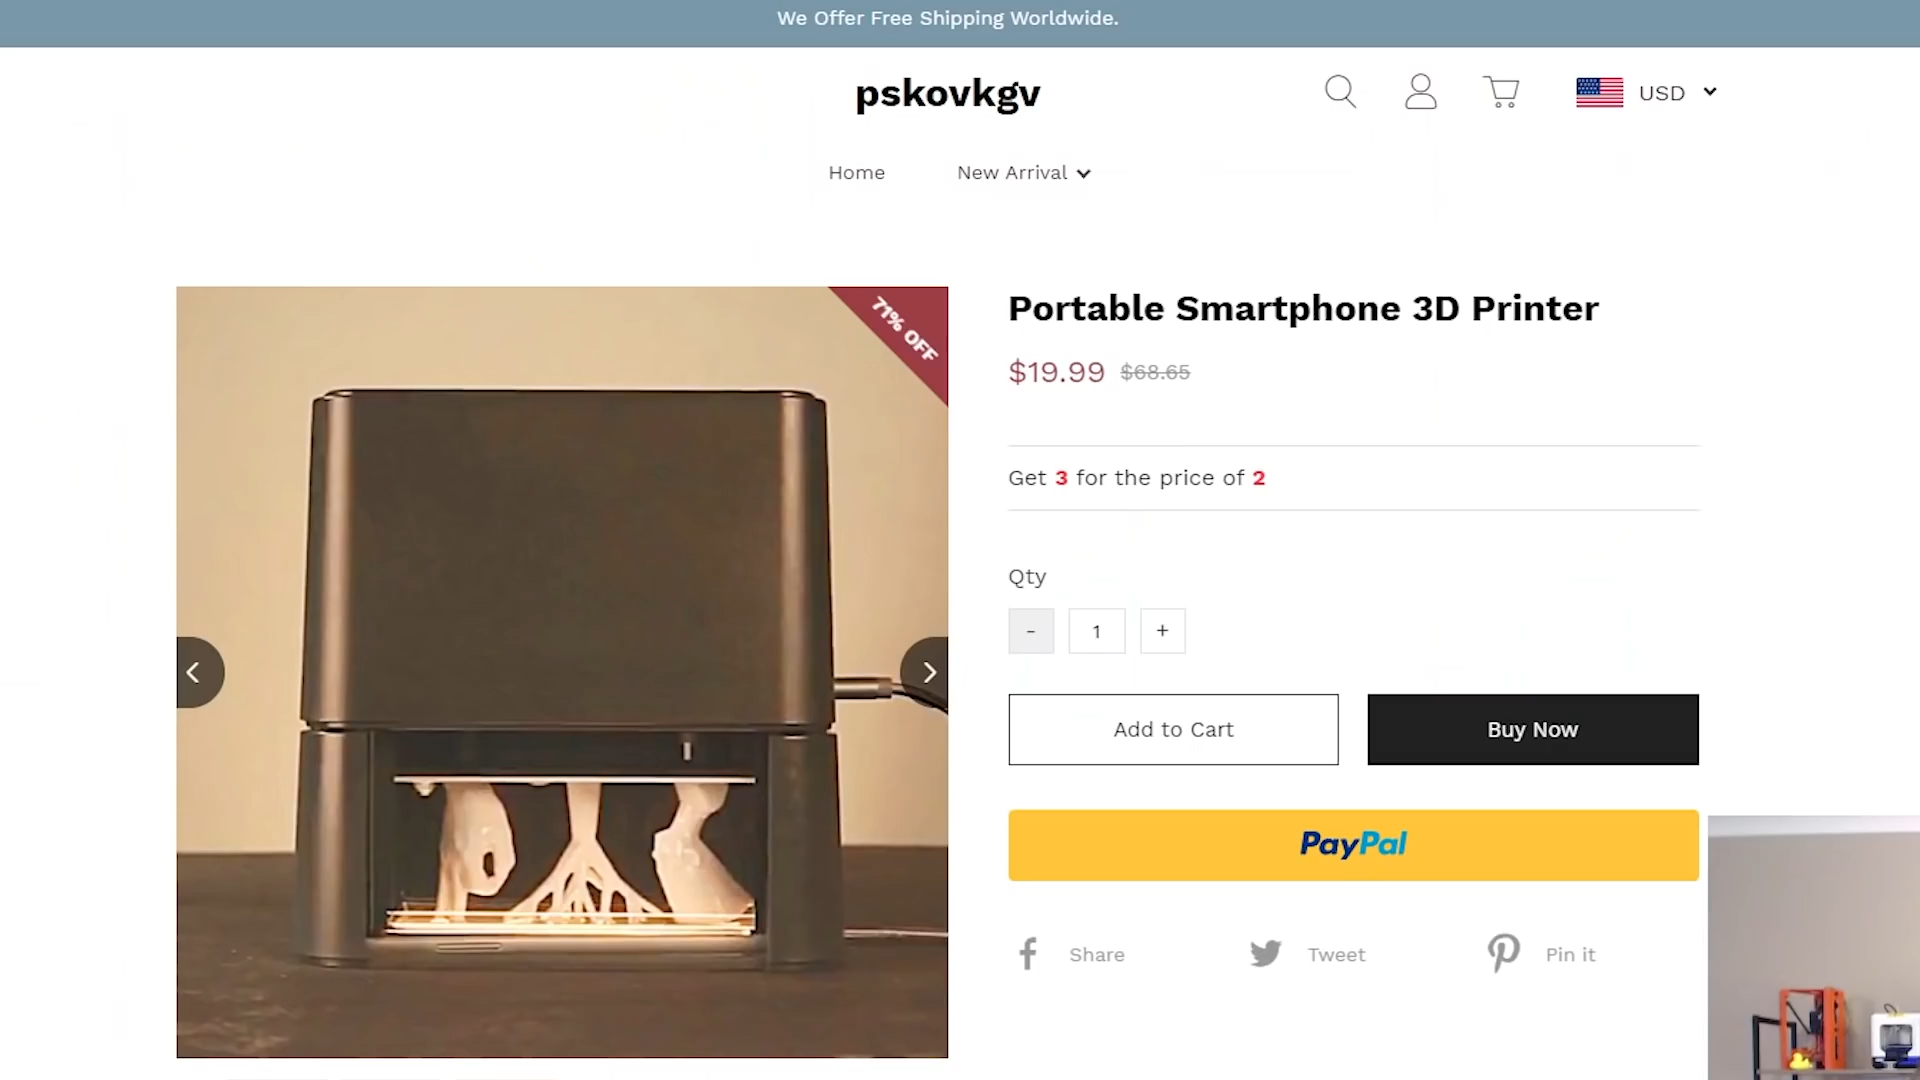 We Offer Free Shipping Worldwide.
pskovkgv
USD
Home
New Arrival
71% OFF
Portable Smartphone 3D Printer
$19.99 $68.65
Get 3 for the price of 2
Qty
- 1 +
Add to Cart
Buy Now
PayPal
Share
Tweet
Pin it